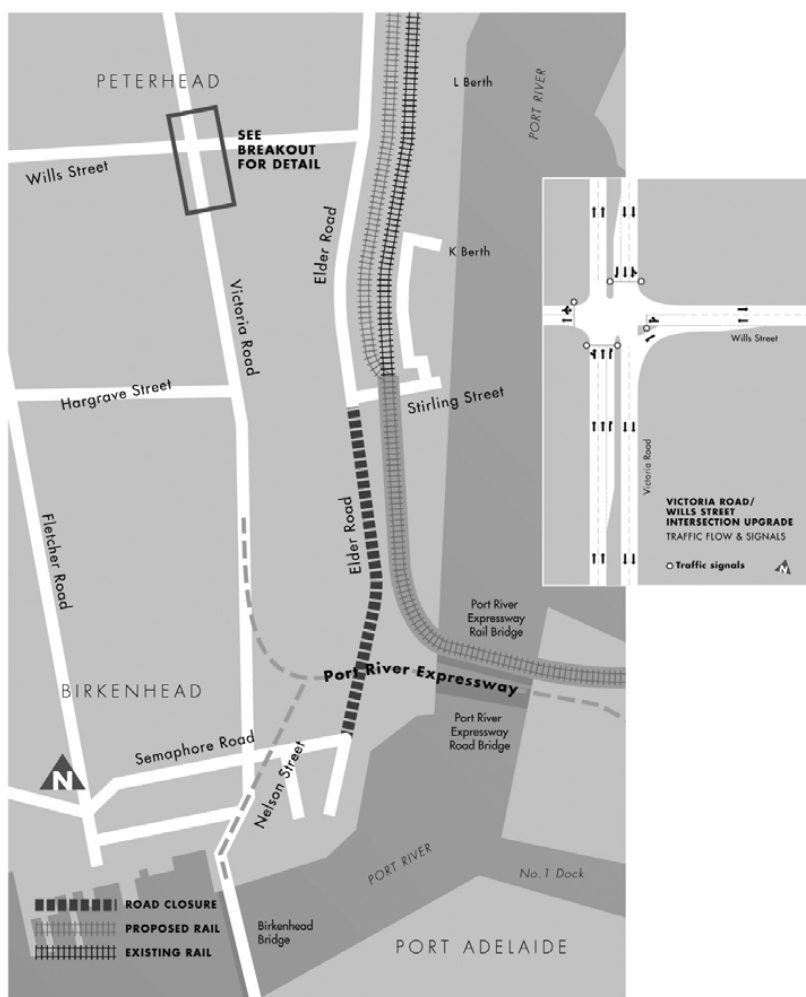 PETERHEAD
L Berth
PORT RIVER
SEE
BREAKOUT
FOR DETAIL
Wills Street
Elder Road
K Berth
Victoria Road
Hargrave Street
Stirling Street
Fletcher Road
Elder Road
Port River
Expressway
Rail Bridge
Port River Expressway
BIRKENHEAD
Port River
Expressway
Road Bridge
Semaphore Road
N
Nelson Street
PORT RIVER
No.1 Dock
ROAD CLOSURE
PROPOSED RAIL
EXISTING RAIL
Birkenhead
Bridge
PORT ADELAIDE
Wills Street
Victoria Road
VICTORIA ROAD/
WILLS STREET
INTERSECTION UPGRADE
TRAFFIC FLOW & SIGNALS
Traffic signals
N